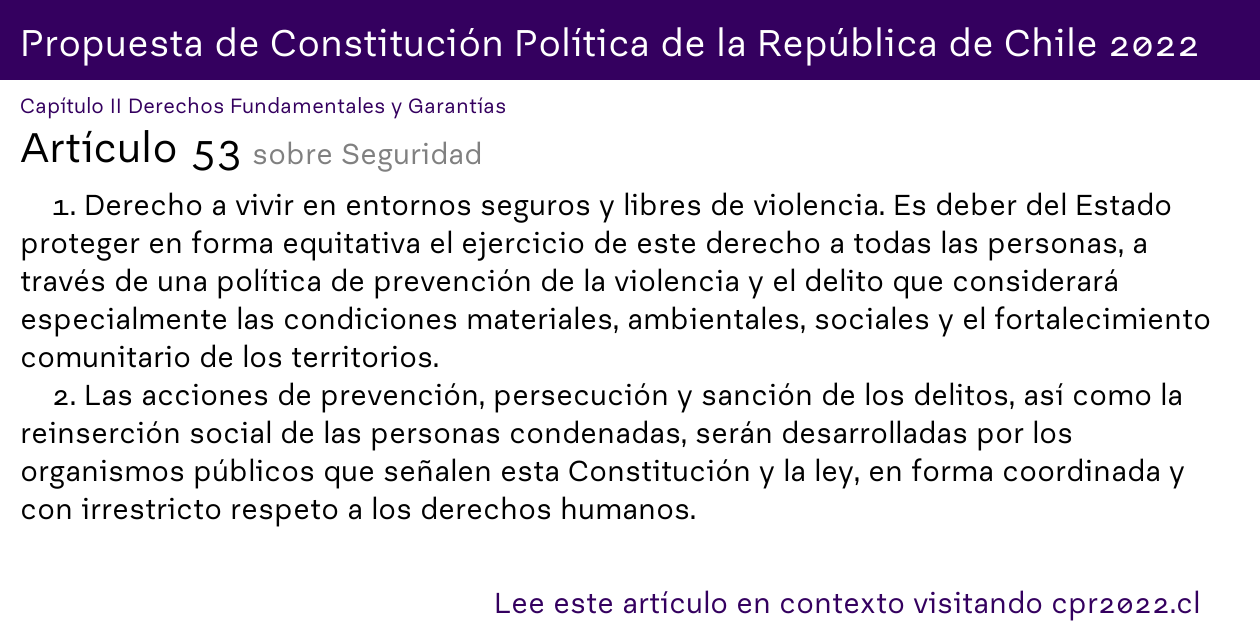 Propuesta de Constitución Política de la República de Chile 2022
Capítulo II Derechos Fundamentales y Garantías
Artículo 53 sobre Seguridad
1. Derecho a vivir en entornos seguros y libres de violencia. Es deber del Estado
proteger en forma equitativa el ejercicio de este derecho a todas las personas, a
través de una política de prevención de la violencia y el delito que considerará
especialmente las condiciones materiales, ambientales, sociales y el fortalecimiento
comunitario de los territorios.
2. Las acciones de prevención, persecución y sanción de los delitos, así como la
reinserción social de las personas condenadas, serán desarrolladas por los
organismos públicos que señalen esta Constitución y la ley, en forma coordinada y
con irrestricto respeto a los derechos humanos.
Lee este artículo en contexto visitando cpr2022.cl